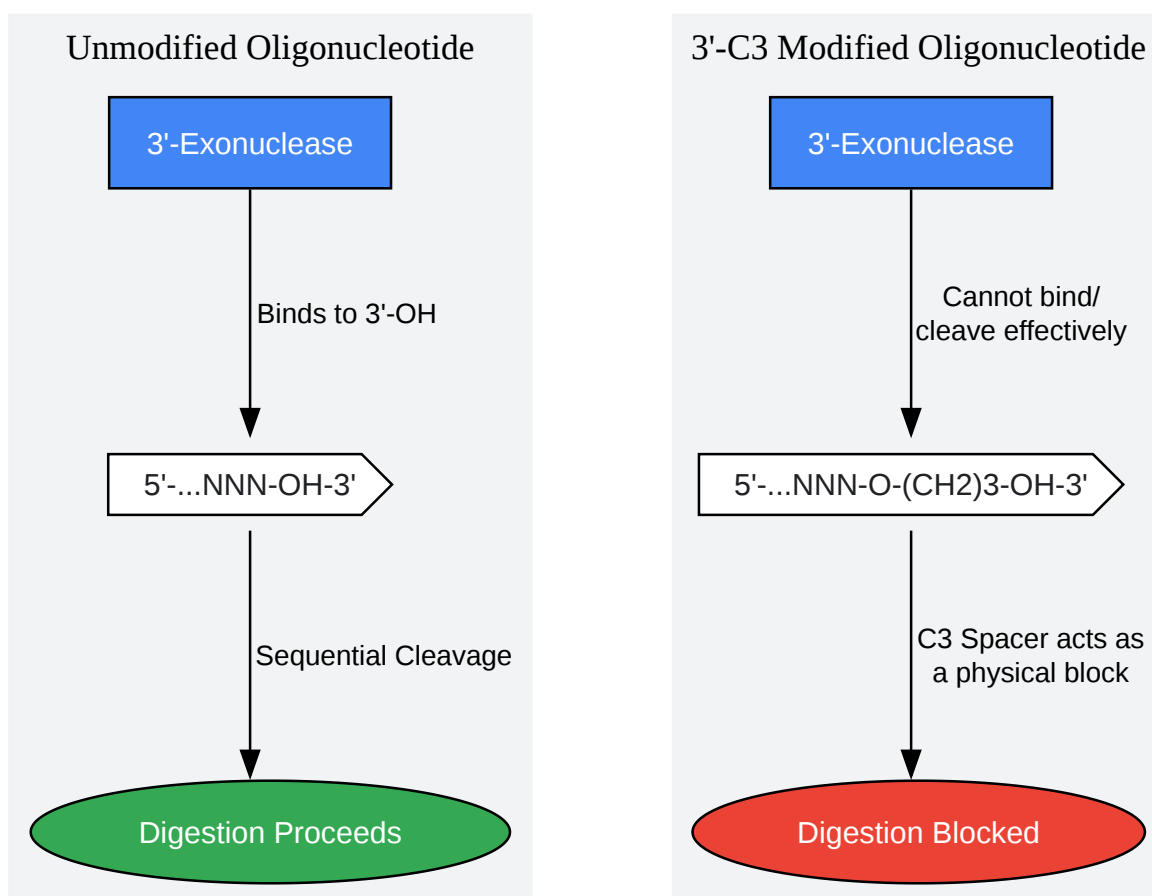 Unmodified Oligonucleotide
3'-Exonuclease
Binds to 3'-OH
5'-...NNN-OH-3'
Sequential Cleavage
Digestion Proceeds
3'-C3 Modified Oligonucleotide
3'-Exonuclease
Cannot bind/
cleave effectively
5'-...NNN-O-(CH2)3-OH-3'
C3 Spacer acts as
a physical block
Digestion Blocked